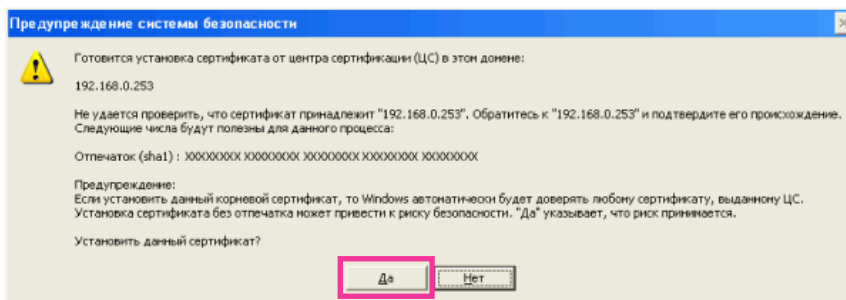 Предупреждение системы безопасности
Готовится установка сертификата от центра сертификации (ЦС) в этом домене:
192.168.0.253
Не удается проверить, что сертификат принадлежит "192.168.0.253". Обратитесь к "192.168.0.253" и подтвердите его происхождение.
Следующие числа будут полезны для данного процесса:
Отпечаток (sha1) : XXXXXXXX XXXXXXXX XXXXXXXX XXXXXXXX XXXXXXXX
Предупреждение:
Если установить данный корневой сертификат, то Windows автоматически будет доверять любому сертификату, выданному ЦС.
Установка сертификата без отпечатка может привести к риску безопасности. "Да" указывает, что риск принимается.
Установить данный сертификат?
Да
Нет